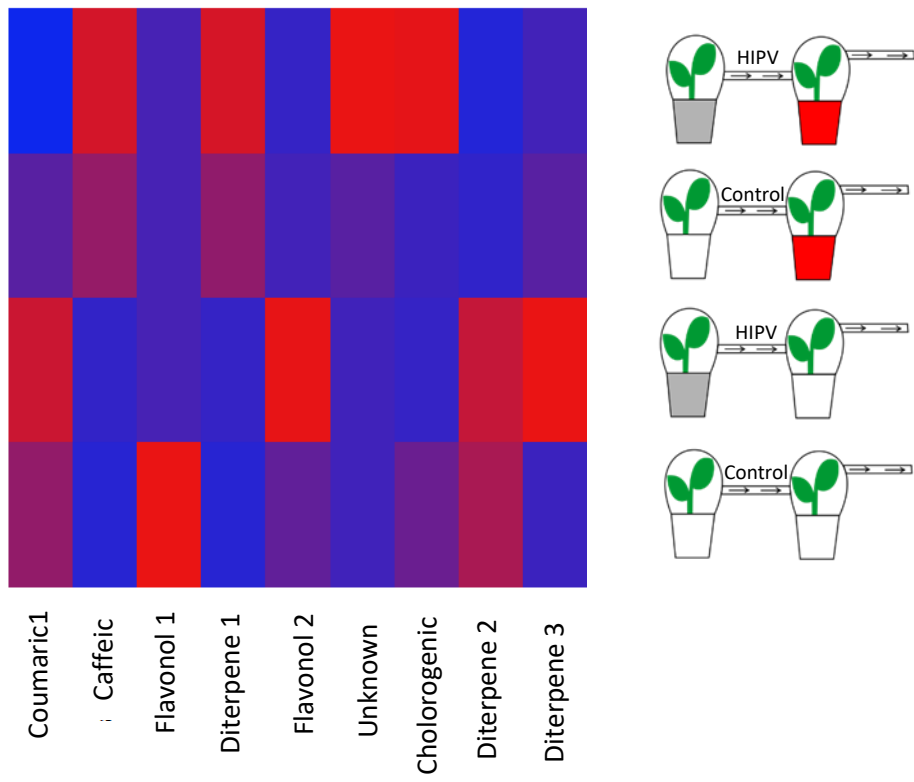 HIPV
Control
HIPV
Control
Coumaric1
Caffeic
Flavonol 1
Diterpene 1
Flavonol 2
Unknown
Cholorogenic
Diterpene 2
Diterpene 3